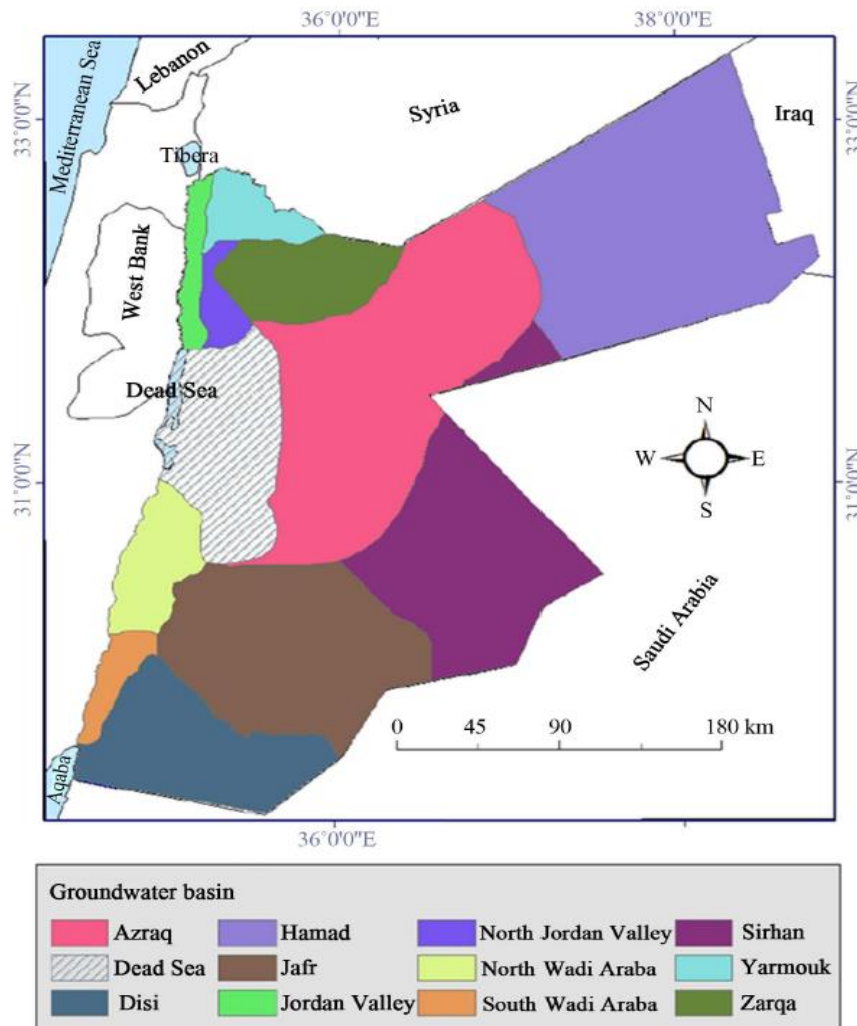 36°0'0"E
38°0'0"E
Mediterranean Sea
Lebanon
Syria
Iraq
33°0'0"N
33°0'0"N
Tibera
West Bank
Dead Sea
N
W
E
S
31°0'0"N
31°0'0"N
Saudi Arabia
0
45
90
180 km
Aqaba
36°0'0"E
Groundwater basin
Azraq
Hamad
North Jordan Valley
Sirhan
Dead Sea
Jafr
North Wadi Araba
Yarmouk
Disi
Jordan Valley
South Wadi Araba
Zarqa